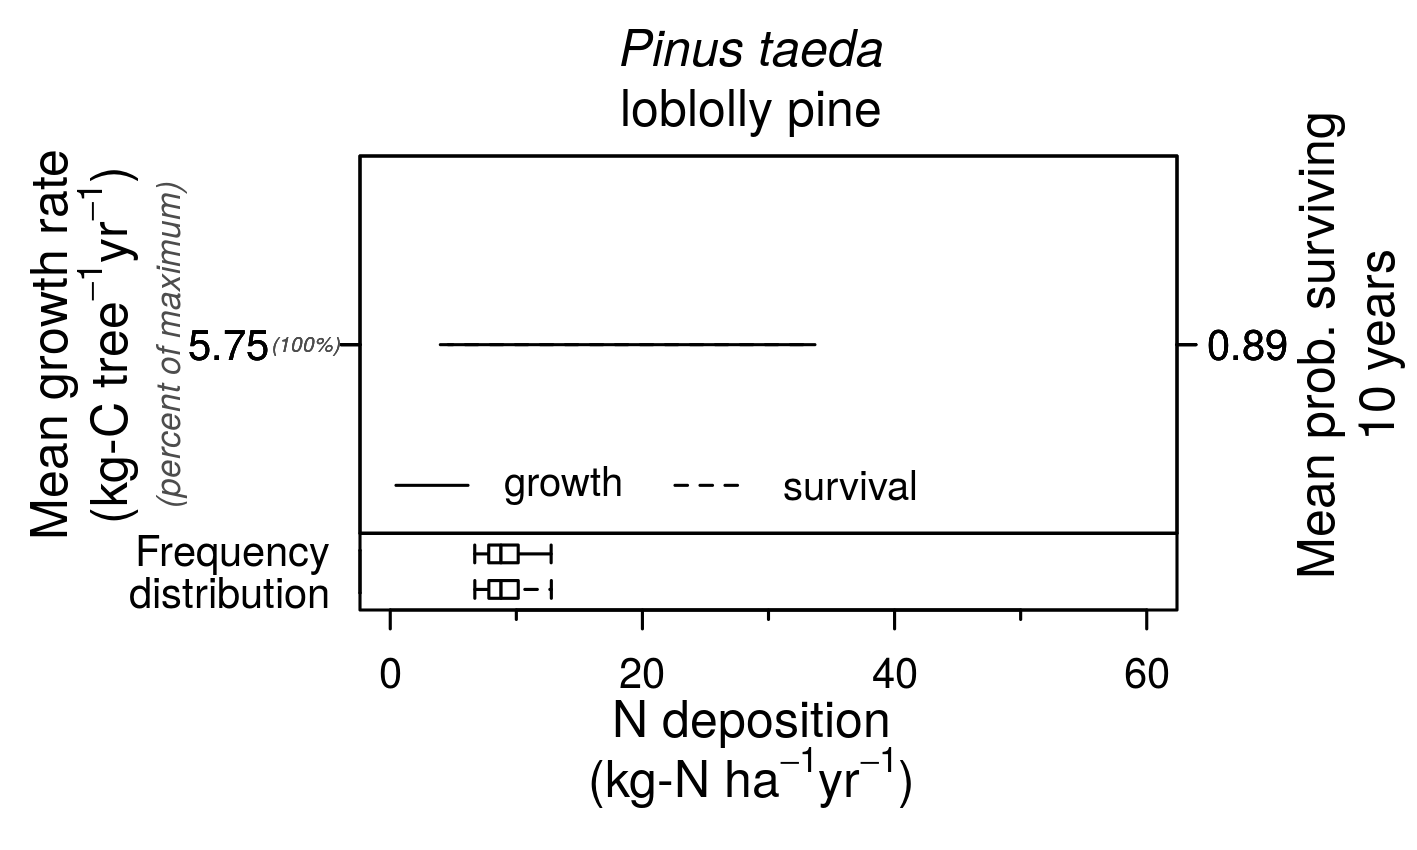 Pinus taeda
loblolly pine
Mean growth rate
(kg-C tree⁻¹yr⁻¹)
(percent of maximum)
5.75 (100%)
0.89
Mean prob. surviving
10 years
growth
survival
Frequency
distribution
0 20 40 60
N deposition
(kg-N ha⁻¹yr⁻¹)